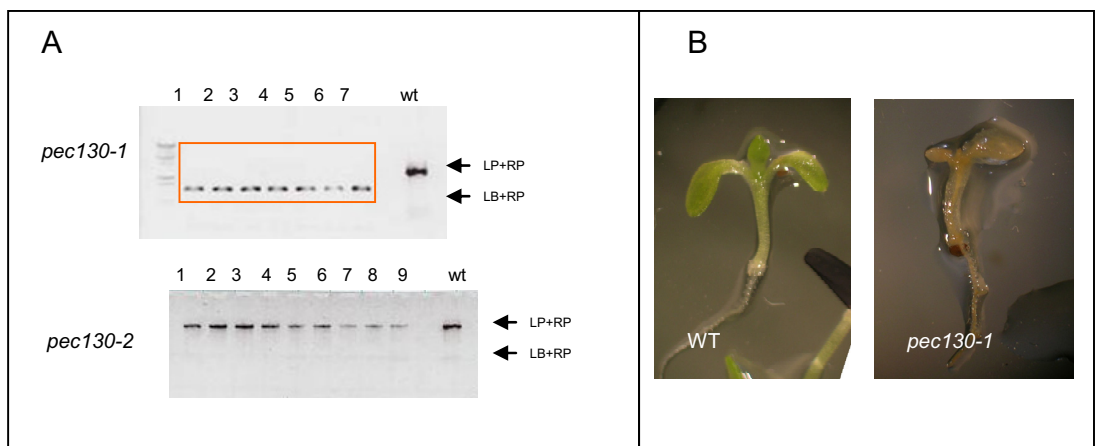 A
1 2 3 4 5 6 7 wt
pec130-1
LP+RP
LB+RP
1 2 3 4 5 6 7 8 9 wt
pec130-2
LP+RP
LB+RP
B
WT
pec130-1